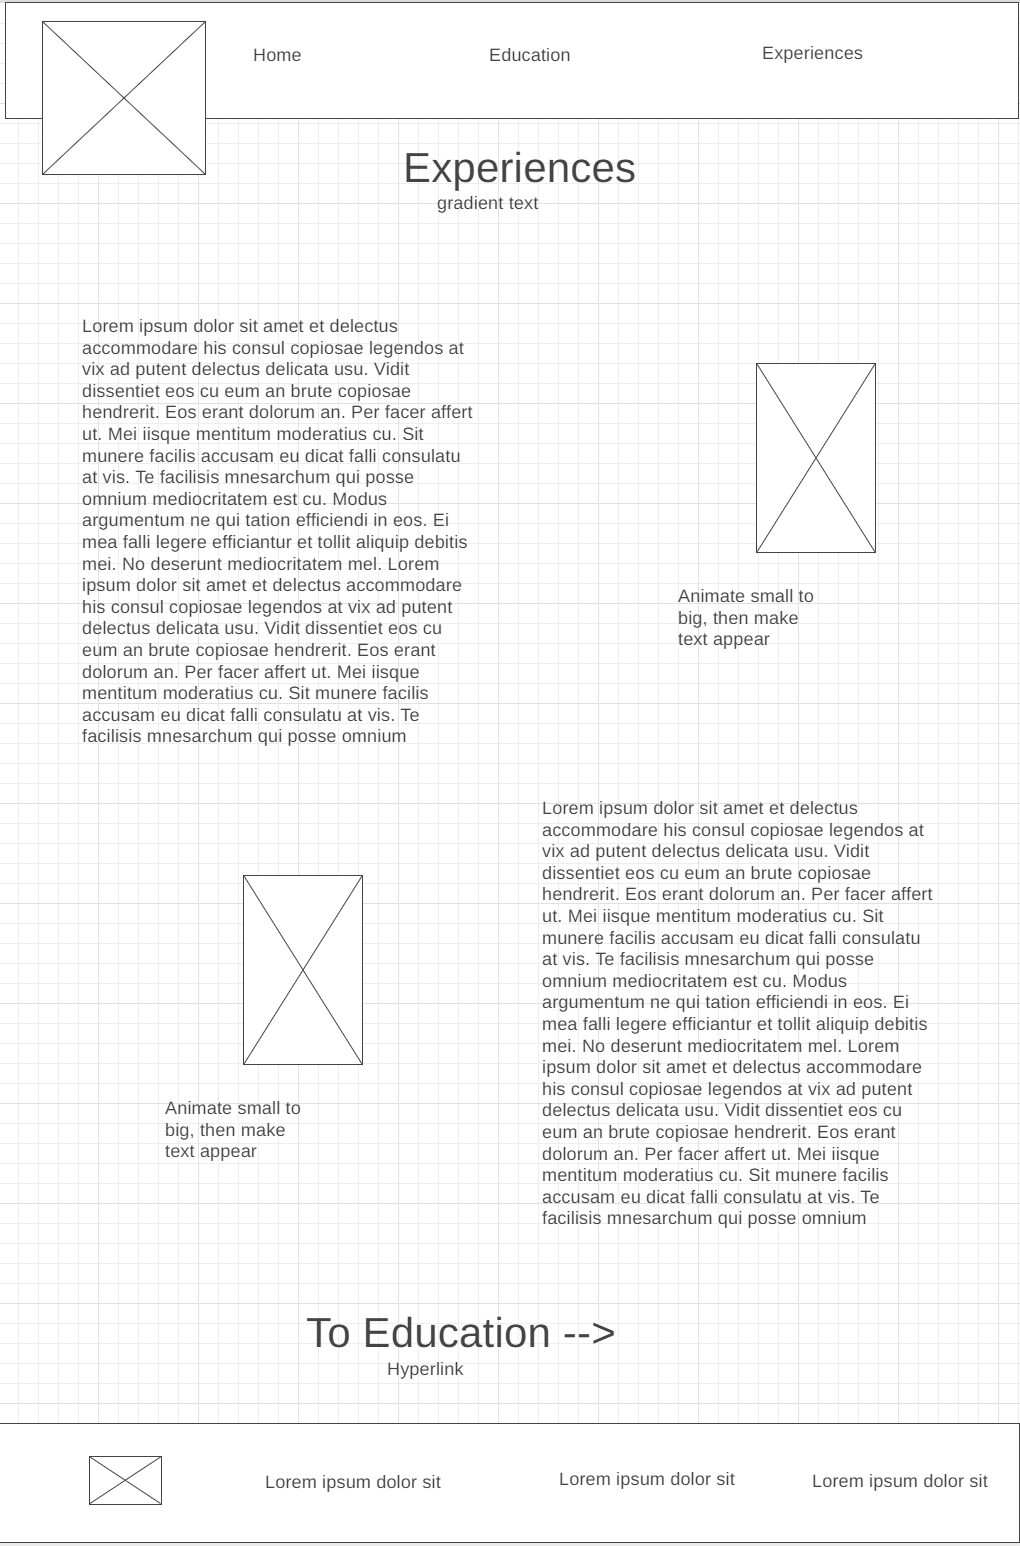 Home
Education
Experiences
Experiences
gradient text
Lorem ipsum dolor sit amet et delectus
accommodare his consul copiosae legendos at
vix ad putent delectus delicata usu. Vidit
dissentiet eos cu eum an brute copiosae
hendrerit. Eos erant dolorum an. Per facer affert
ut. Mei iisque mentitum moderatius cu. Sit
munere facilis accusam eu dicat falli consulatu
at vis. Te facilisis mnesarchum qui posse
omnium mediocritatem est cu. Modus
argumentum ne qui tation efficiendi in eos. Ei
mea falli legere efficiantur et tollit aliquip debitis
mei. No deserunt mediocritatem mel. Lorem
ipsum dolor sit amet et delectus accommodare
his consul copiosae legendos at vix ad putent
delectus delicata usu. Vidit dissentiet eos cu
eum an brute copiosae hendrerit. Eos erant
dolorum an. Per facer affert ut. Mei iisque
mentitum moderatius cu. Sit munere facilis
accusam eu dicat falli consulatu at vis. Te
facilisis mnesarchum qui posse omnium
Animate small to
big, then make
text appear
Animate small to
big, then make
text appear
Lorem ipsum dolor sit amet et delectus
accommodare his consul copiosae legendos at
vix ad putent delectus delicata usu. Vidit
dissentiet eos cu eum an brute copiosae
hendrerit. Eos erant dolorum an. Per facer affert
ut. Mei iisque mentitum moderatius cu. Sit
munere facilis accusam eu dicat falli consulatu
at vis. Te facilisis mnesarchum qui posse
omnium mediocritatem est cu. Modus
argumentum ne qui tation efficiendi in eos. Ei
mea falli legere efficiantur et tollit aliquip debitis
mei. No deserunt mediocritatem mel. Lorem
ipsum dolor sit amet et delectus accommodare
his consul copiosae legendos at vix ad putent
delectus delicata usu. Vidit dissentiet eos cu
eum an brute copiosae hendrerit. Eos erant
dolorum an. Per facer affert ut. Mei iisque
mentitum moderatius cu. Sit munere facilis
accusam eu dicat falli consulatu at vis. Te
facilisis mnesarchum qui posse omnium
To Education -->
Hyperlink
Lorem ipsum dolor sit
Lorem ipsum dolor sit
Lorem ipsum dolor sit